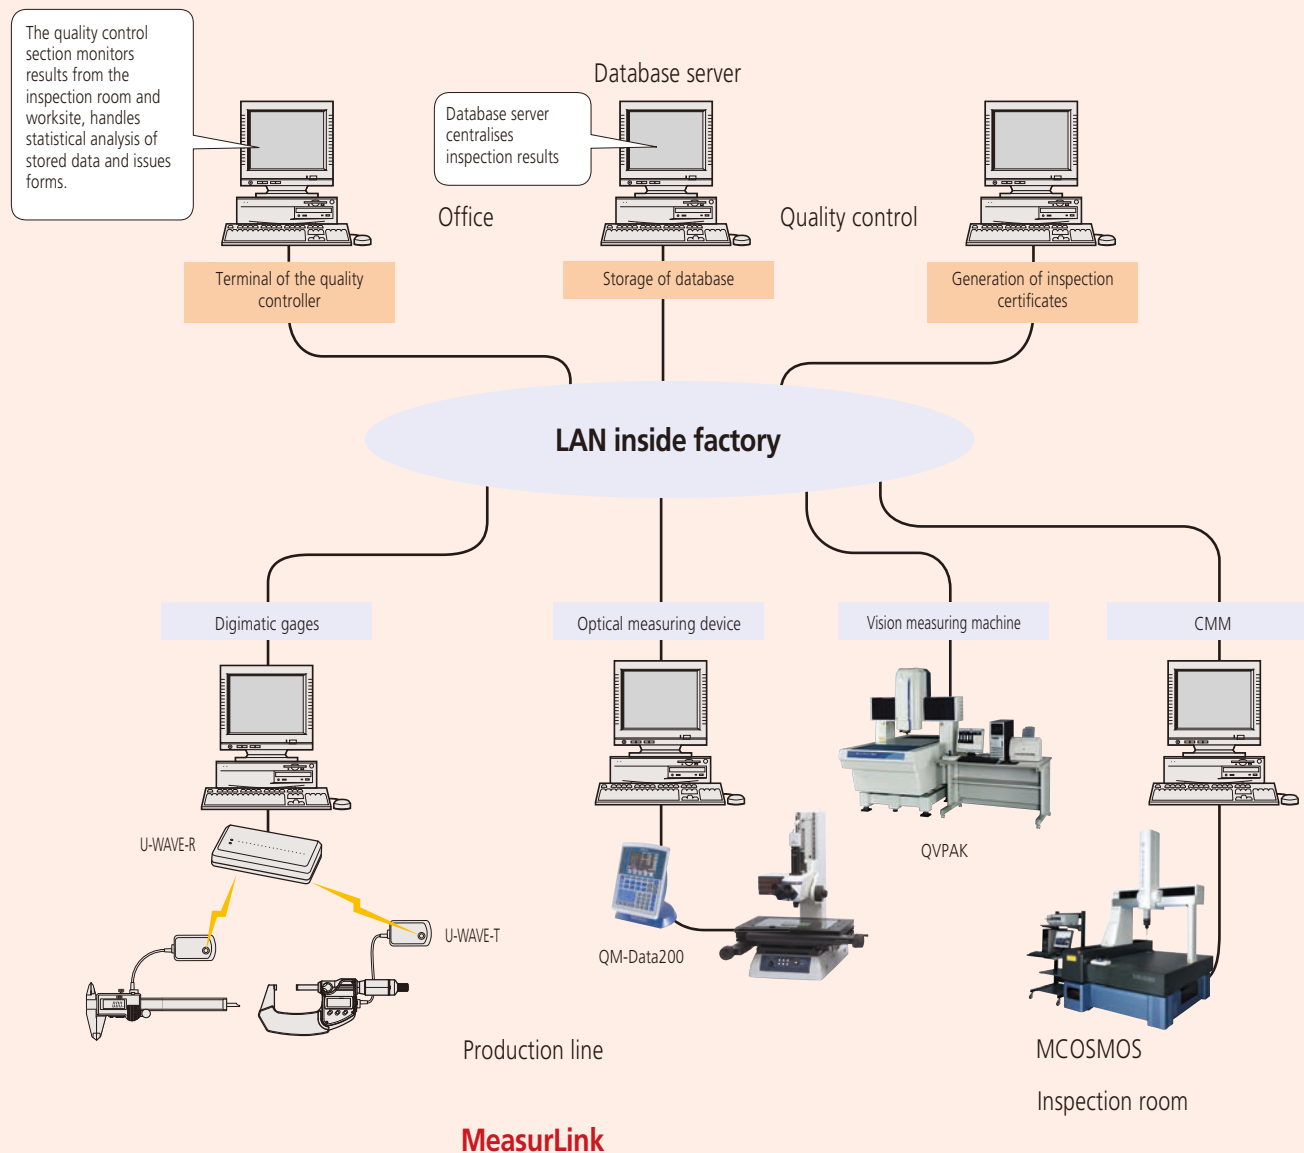 The quality control
section monitors
results from the
inspection room and
worksite, handles
statistical analysis of
stored data and issues
forms.
Database server
Database server
centralises
inspection results
Office
Quality control
Terminal of the quality
controller
Storage of database
Generation of inspection
certificates
LAN inside factory
Digimatic gages
Optical measuring device
Vision measuring machine
CMM
U-WAVE-R
QVPAK
U-WAVE-T
QM-Data200
Production line
MCOSMOS
Inspection room
MeasurLink